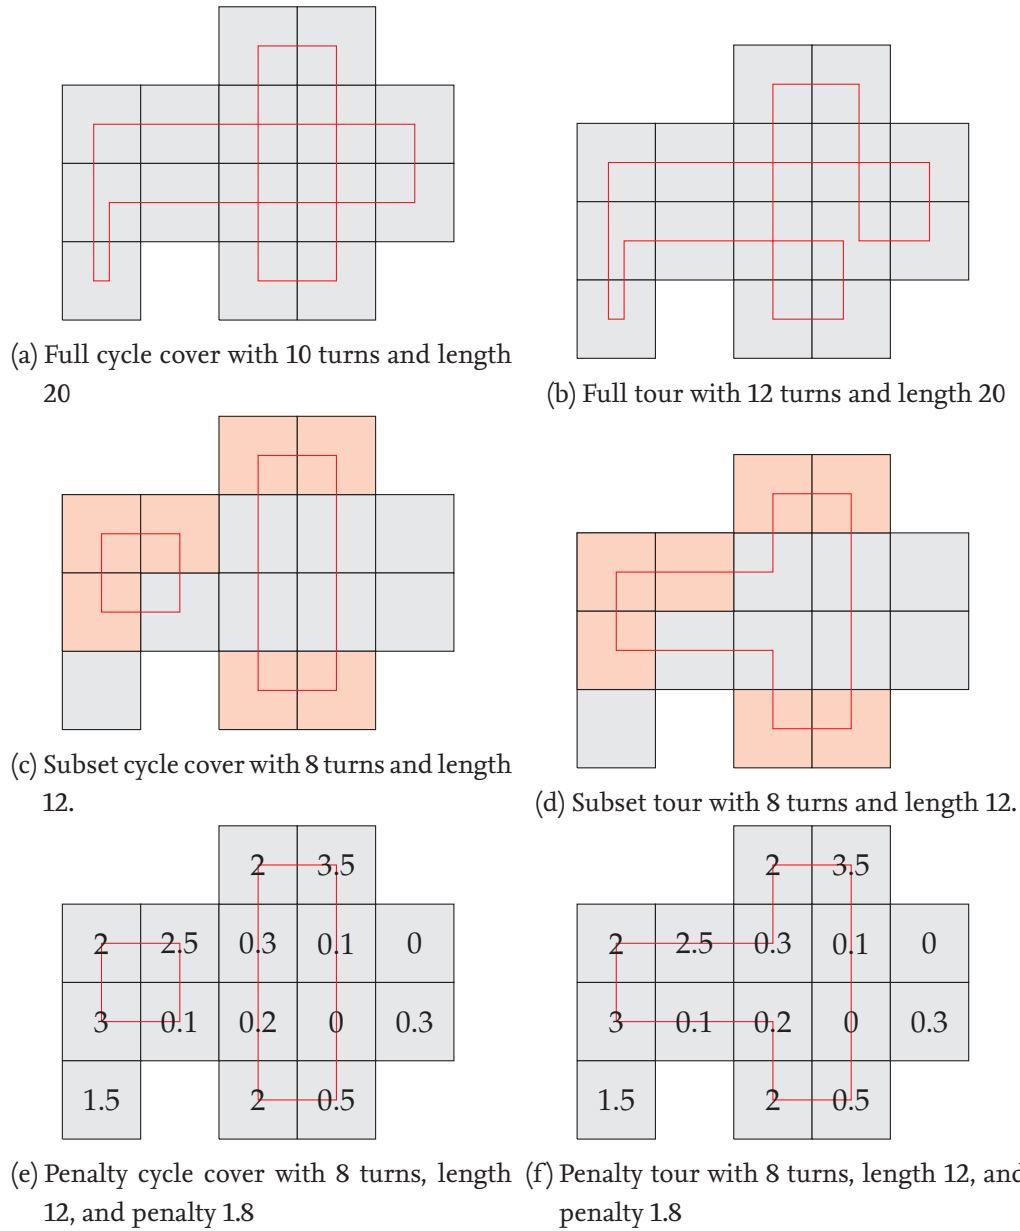 (a) Full cycle cover with 10 turns and length
20
(b) Full tour with 12 turns and length 20
(c) Subset cycle cover with 8 turns and length
12.
(d) Subset tour with 8 turns and length 12.
2 3.5
2 2.5 0.3 0.1 0
3 0.1 0.2 0 0.3
1.5 2 0.5
(e) Penalty cycle cover with 8 turns, length
12, and penalty 1.8
2 3.5
2 2.5 0.3 0.1 0
3 0.1 0.2 0 0.3
1.5 2 0.5
(f) Penalty tour with 8 turns, length 12, and
penalty 1.8